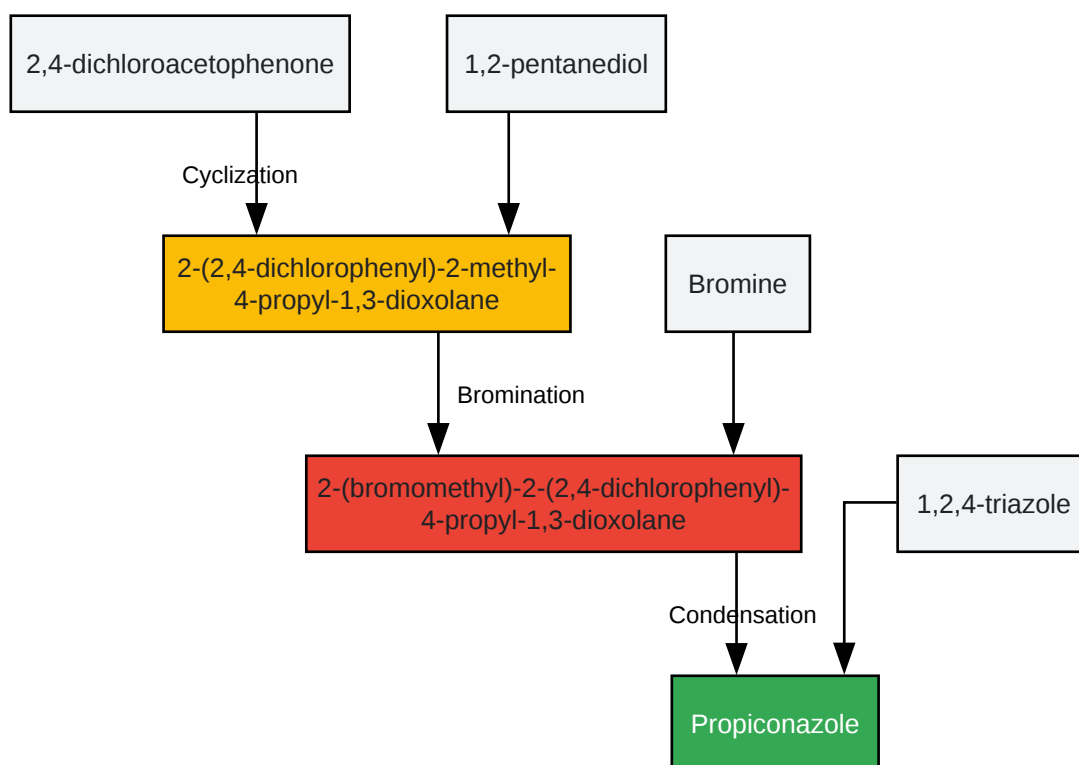 2,4-dichloroacetophenone
1,2-pentanediol
Cyclization
2-(2,4-dichlorophenyl)-2-methyl-
4-propyl-1,3-dioxolane
Bromine
Bromination
2-(bromomethyl)-2-(2,4-dichlorophenyl)-
4-propyl-1,3-dioxolane
1,2,4-triazole
Condensation
Propiconazole